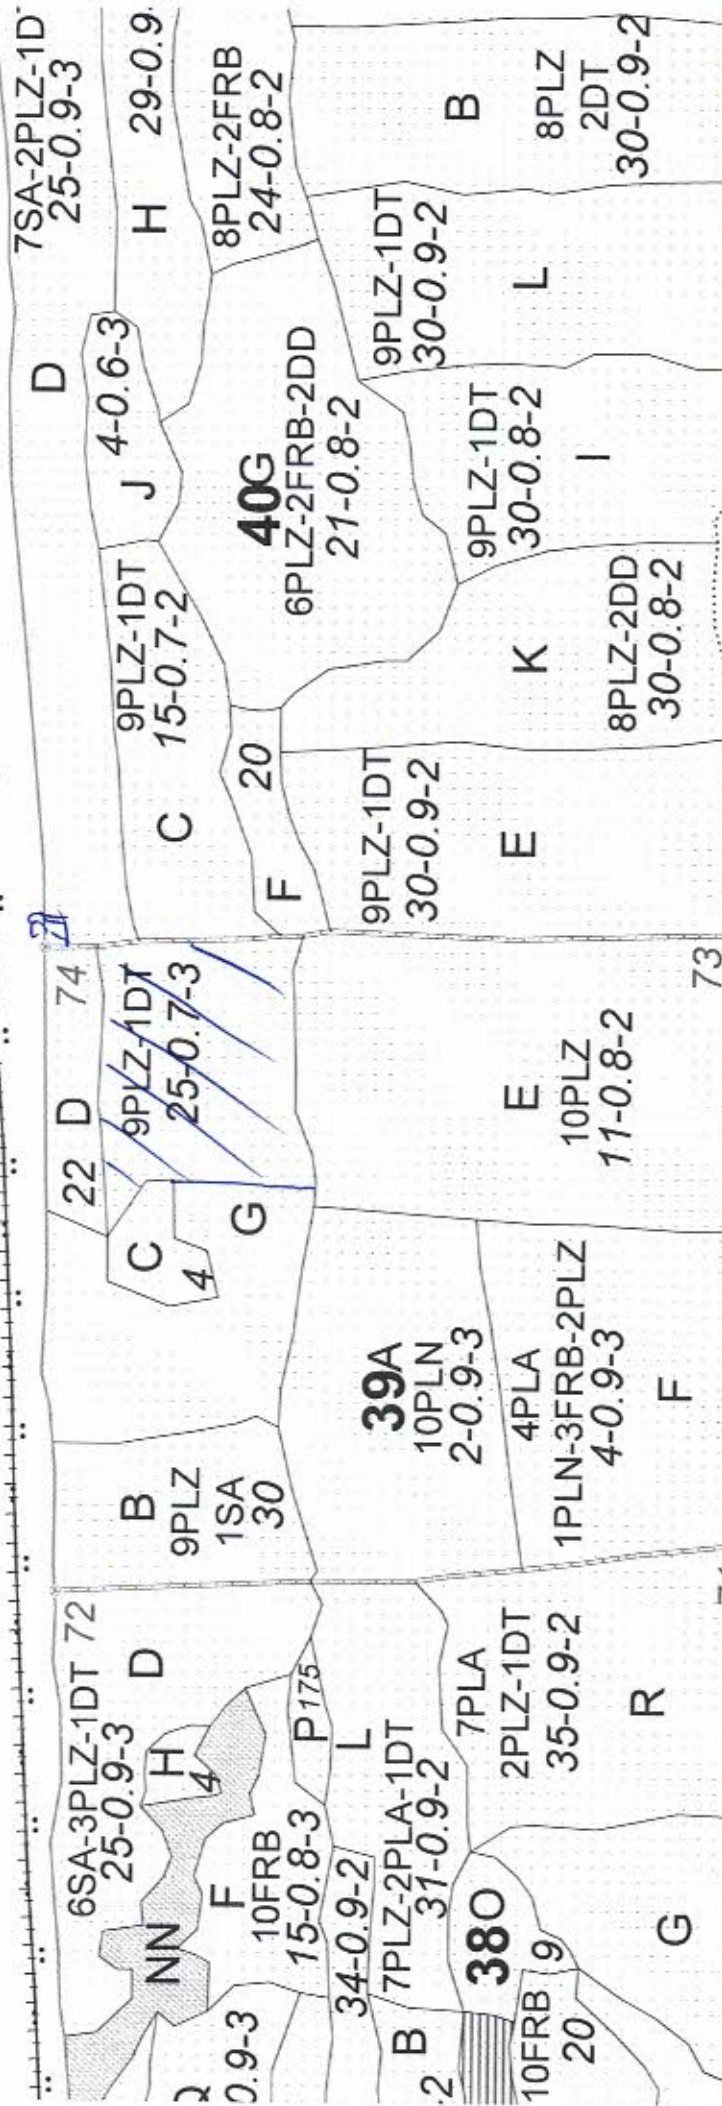 7SA-2PLZ-1D
25-0.9-3
D
H
29-0.9
J
4-0.6-3
8PLZ-2FRB
24-0.8-2
B
8PLZ
2DT
30-0.9-2
9PLZ-1DT
30-0.9-2
L
40G
6PLZ-2FRB-2DD
21-0.8-2
9PLZ-1DT
30-0.8-2
I
9PLZ-1DT
15-0.7-2
C
20
F
K
8PLZ-2DD
30-0.8-2
9PLZ-1DT
30-0.9-2
E
74
D
22
9PLZ-1DT
25-0.7-3
C
4
G
73
E
10PLZ
11-0.8-2
39A
10PLN
2-0.9-3
4PLA
1PLN-3FRB-2PLZ
4-0.9-3
F
B
9PLZ
1SA
30
72
6SA-3PLZ-1DT
25-0.9-3
D
H
4
NN
F
10FRB
15-0.8-3
P175
L
34-0.9-2
7PLZ-2PLA-1DT
31-0.9-2
7PLA
2PLZ-1DT
35-0.9-2
R
38O
9
G
10FRB
20
B
2
0.9-3